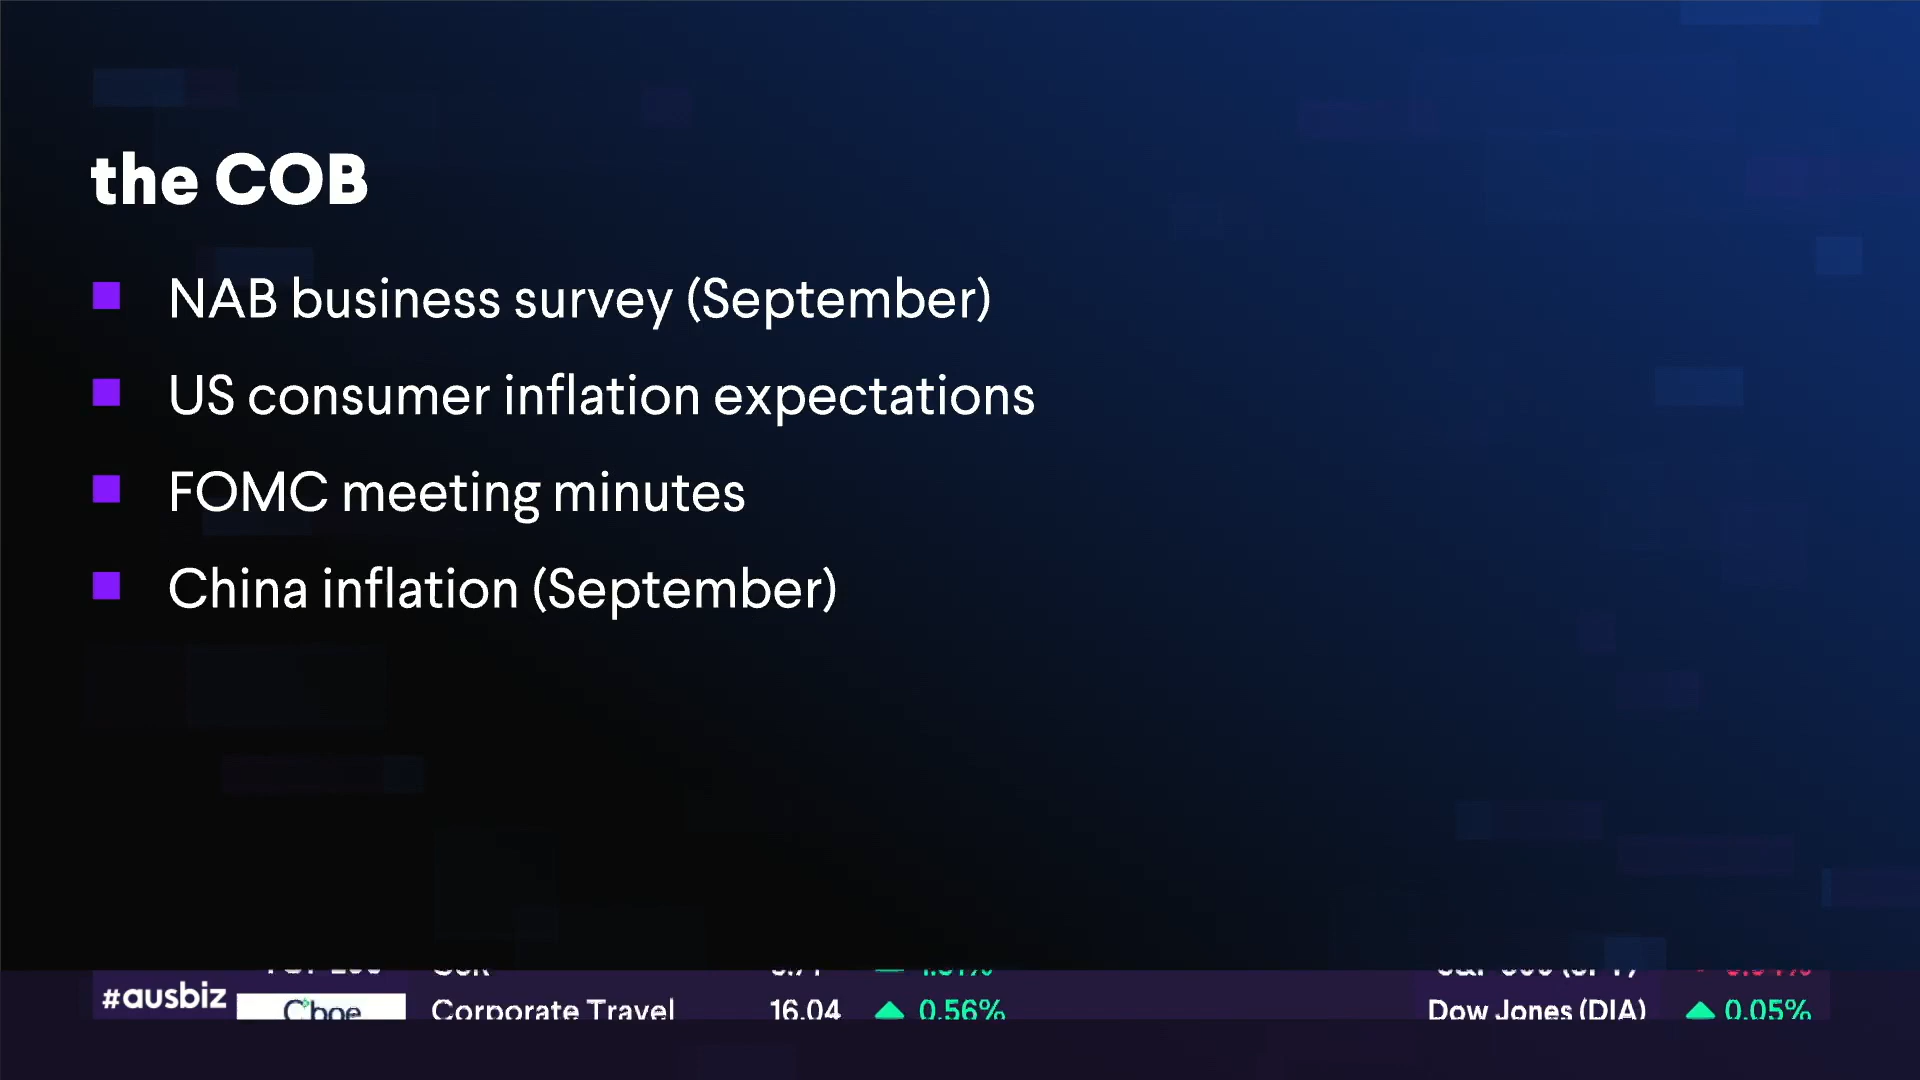 the COB
NAB business survey (September)
US consumer inflation expectations
FOMC meeting minutes
China inflation (September)
#ausbiz
Cboe
Corporate Travel 16.04 0.56%
Dow Jones (DIA) 0.05%